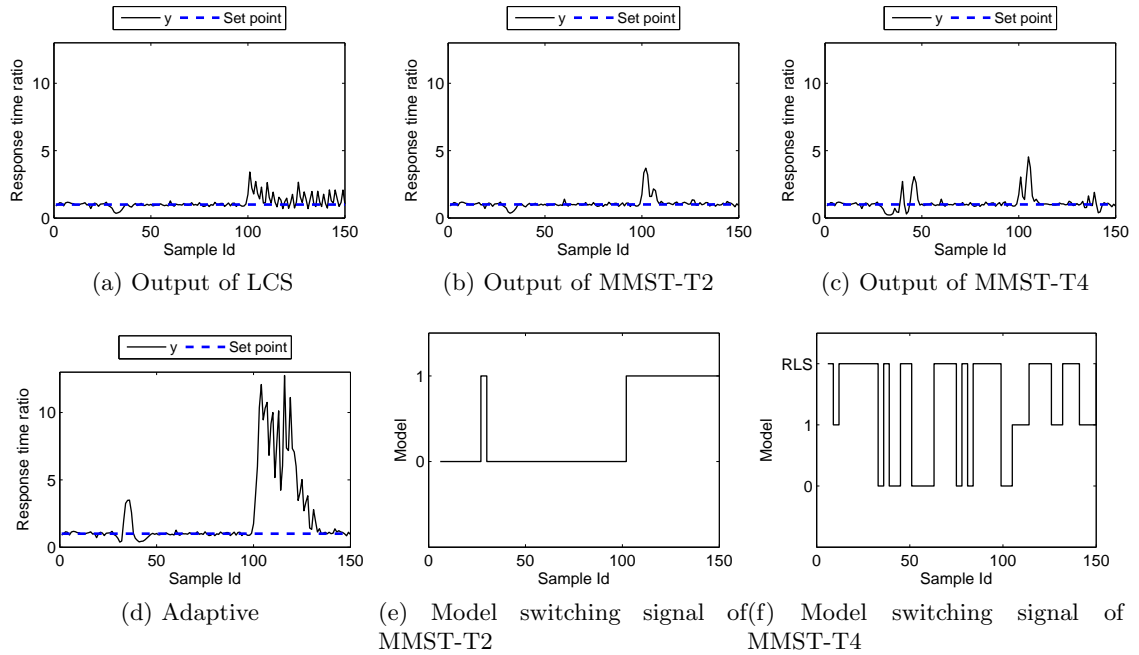 y Set point
y Set point
y Set point
10
5
0
0 50 100 150
Response time ratio
Sample Id
10
5
0
0 50 100 150
Response time ratio
Sample Id
10
5
0
0 50 100 150
Response time ratio
Sample Id
(a) Output of LCS
(b) Output of MMST-T2
(c) Output of MMST-T4
y Set point
10
5
0
0 50 100 150
Response time ratio
Sample Id
1
0
0 50 100 150
Model
Sample Id
RLS
1
0
0 50 100 150
Model
Sample Id
(d) Adaptive
(e) Model switching signal of
MMST-T2
(f) Model switching signal of
MMST-T4